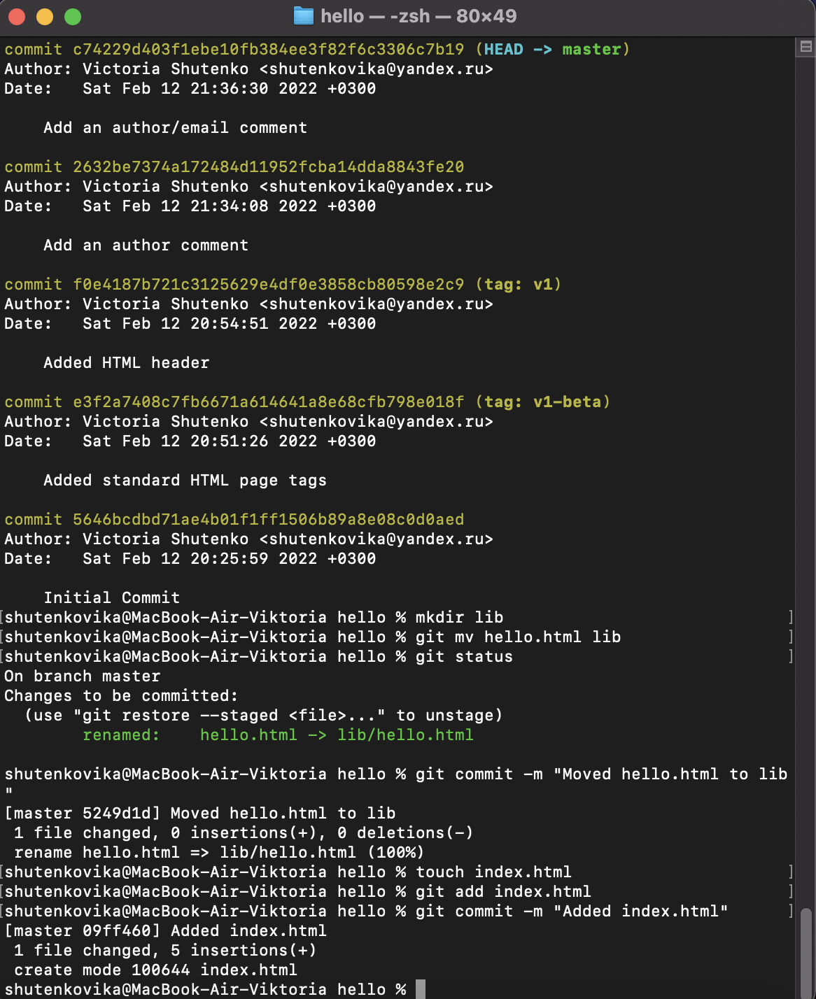 hello — -zsh — 80×49
commit c74229d403f1ebe10fb384ee3f82f6c3306c7b19 (HEAD -> master)
Author: Victoria Shutenko <shutenkovika@yandex.ru>
Date:   Sat Feb 12 21:36:30 2022 +0300
    Add an author/email comment
commit 2632be7374a172484d11952fcba14dda8843fe20
Author: Victoria Shutenko <shutenkovika@yandex.ru>
Date:   Sat Feb 12 21:34:08 2022 +0300
    Add an author comment
commit f0e4187b721c3125629e4df0e3858cb80598e2c9 (tag: v1)
Author: Victoria Shutenko <shutenkovika@yandex.ru>
Date:   Sat Feb 12 20:54:51 2022 +0300
    Added HTML header
commit e3f2a7408c7fb6671a614641a8e68cfb798e018f (tag: v1-beta)
Author: Victoria Shutenko <shutenkovika@yandex.ru>
Date:   Sat Feb 12 20:51:26 2022 +0300
    Added standard HTML page tags
commit 5646bcdbd71ae4b01f1ff1506b89a8e08c0d0aed
Author: Victoria Shutenko <shutenkovika@yandex.ru>
Date:   Sat Feb 12 20:25:59 2022 +0300
    Initial Commit
[shutenkovika@MacBook-Air-Viktoria hello % mkdir lib ]
[shutenkovika@MacBook-Air-Viktoria hello % git mv hello.html lib ]
[shutenkovika@MacBook-Air-Viktoria hello % git status ]
On branch master
Changes to be committed:
  (use "git restore --staged <file>..." to unstage)
        renamed:    hello.html -> lib/hello.html
shutenkovika@MacBook-Air-Viktoria hello % git commit -m "Moved hello.html to lib
"
[master 5249d1d] Moved hello.html to lib
 1 file changed, 0 insertions(+), 0 deletions(-)
 rename hello.html => lib/hello.html (100%)
[shutenkovika@MacBook-Air-Viktoria hello % touch index.html ]
[shutenkovika@MacBook-Air-Viktoria hello % git add index.html ]
[shutenkovika@MacBook-Air-Viktoria hello % git commit -m "Added index.html" ]
[master 09ff460] Added index.html
 1 file changed, 5 insertions(+)
 create mode 100644 index.html
shutenkovika@MacBook-Air-Viktoria hello %